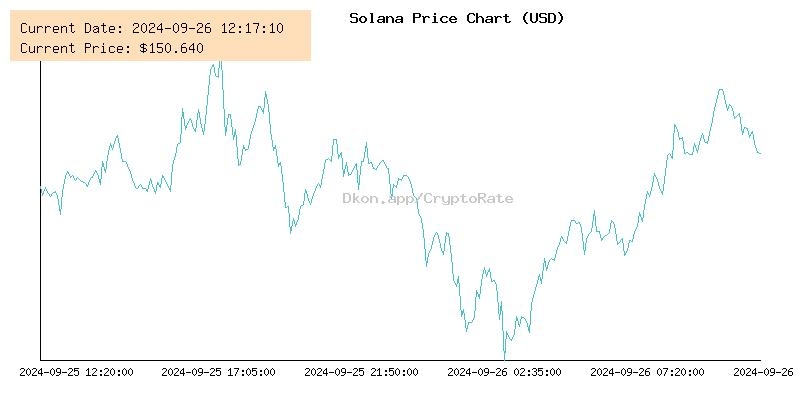 Solana Price Chart (USD)
Current Date: 2024-09-26 12:17:10
Current Price: $150.640
Dkon.app/CryptoRate
2024-09-25 12:20:00 2024-09-25 17:05:00 2024-09-25 21:50:00 2024-09-26 02:35:00 2024-09-26 07:20:00 2024-09-26